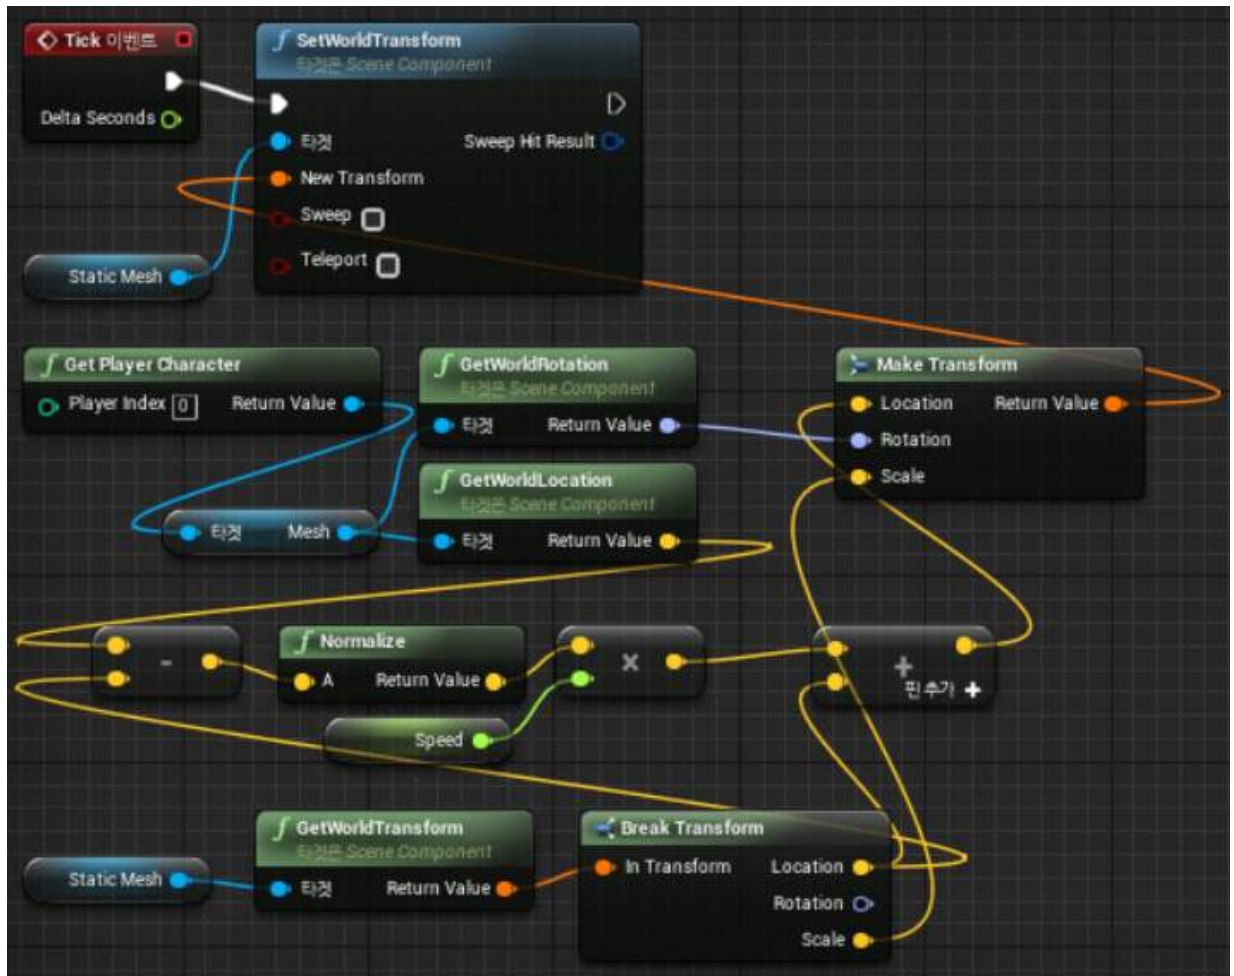 Tick 이벤트
Delta Seconds
SetWorldTransform
타겟은 Scene Component
타겟
Sweep Hit Result
New Transform
Sweep
Teleport
Static Mesh
Get Player Character
Player Index 0
Return Value
GetWorldRotation
타겟은 Scene Component
타겟
Return Value
Make Transform
Location
Return Value
Rotation
Scale
타겟
Mesh
GetWorldLocation
타겟은 Scene Component
타겟
Return Value
-
Normalize
A
Return Value
Speed
×
+
핀 추가 +
Static Mesh
GetWorldTransform
타겟은 Scene Component
타겟
Return Value
Break Transform
In Transform
Location
Rotation
Scale